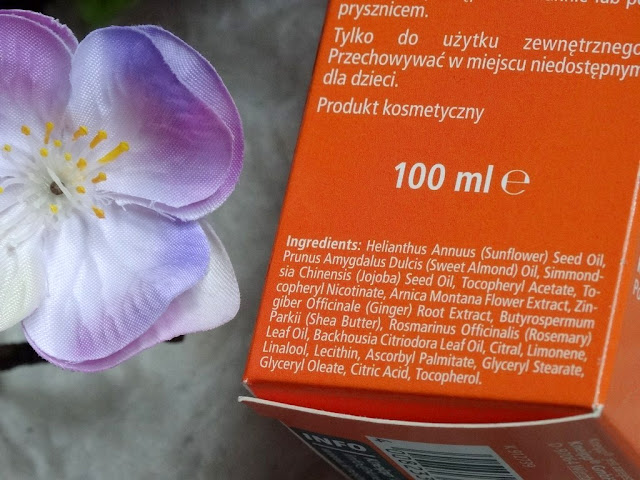 prysznicem.
Tylko do użytku zewnętrznego
Przechowywać w miejscu niedostępnym
dla dzieci.
Produkt kosmetyczny
100 ml ℮
Ingredients: Helianthus Annuus (Sunflower) Seed Oil,
Prunus Amygdalus Dulcis (Sweet Almond) Oil, Simmond-
sia Chinensis (Jojoba) Seed Oil, Tocopheryl Acetate, To-
copheryl Nicotinate, Arnica Montana Flower Extract, Zin-
giber Officinale (Ginger) Root Extract, Butyrospermum
Parkii (Shea Butter), Rosmarinus Officinalis (Rosemary)
Leaf Oil, Backhousia Citriodora Leaf Oil, Citral, Limonene,
Linalool, Lecithin, Ascorbyl Palmitate, Glyceryl Stearate,
Glyceryl Oleate, Citric Acid, Tocopherol.
INFO